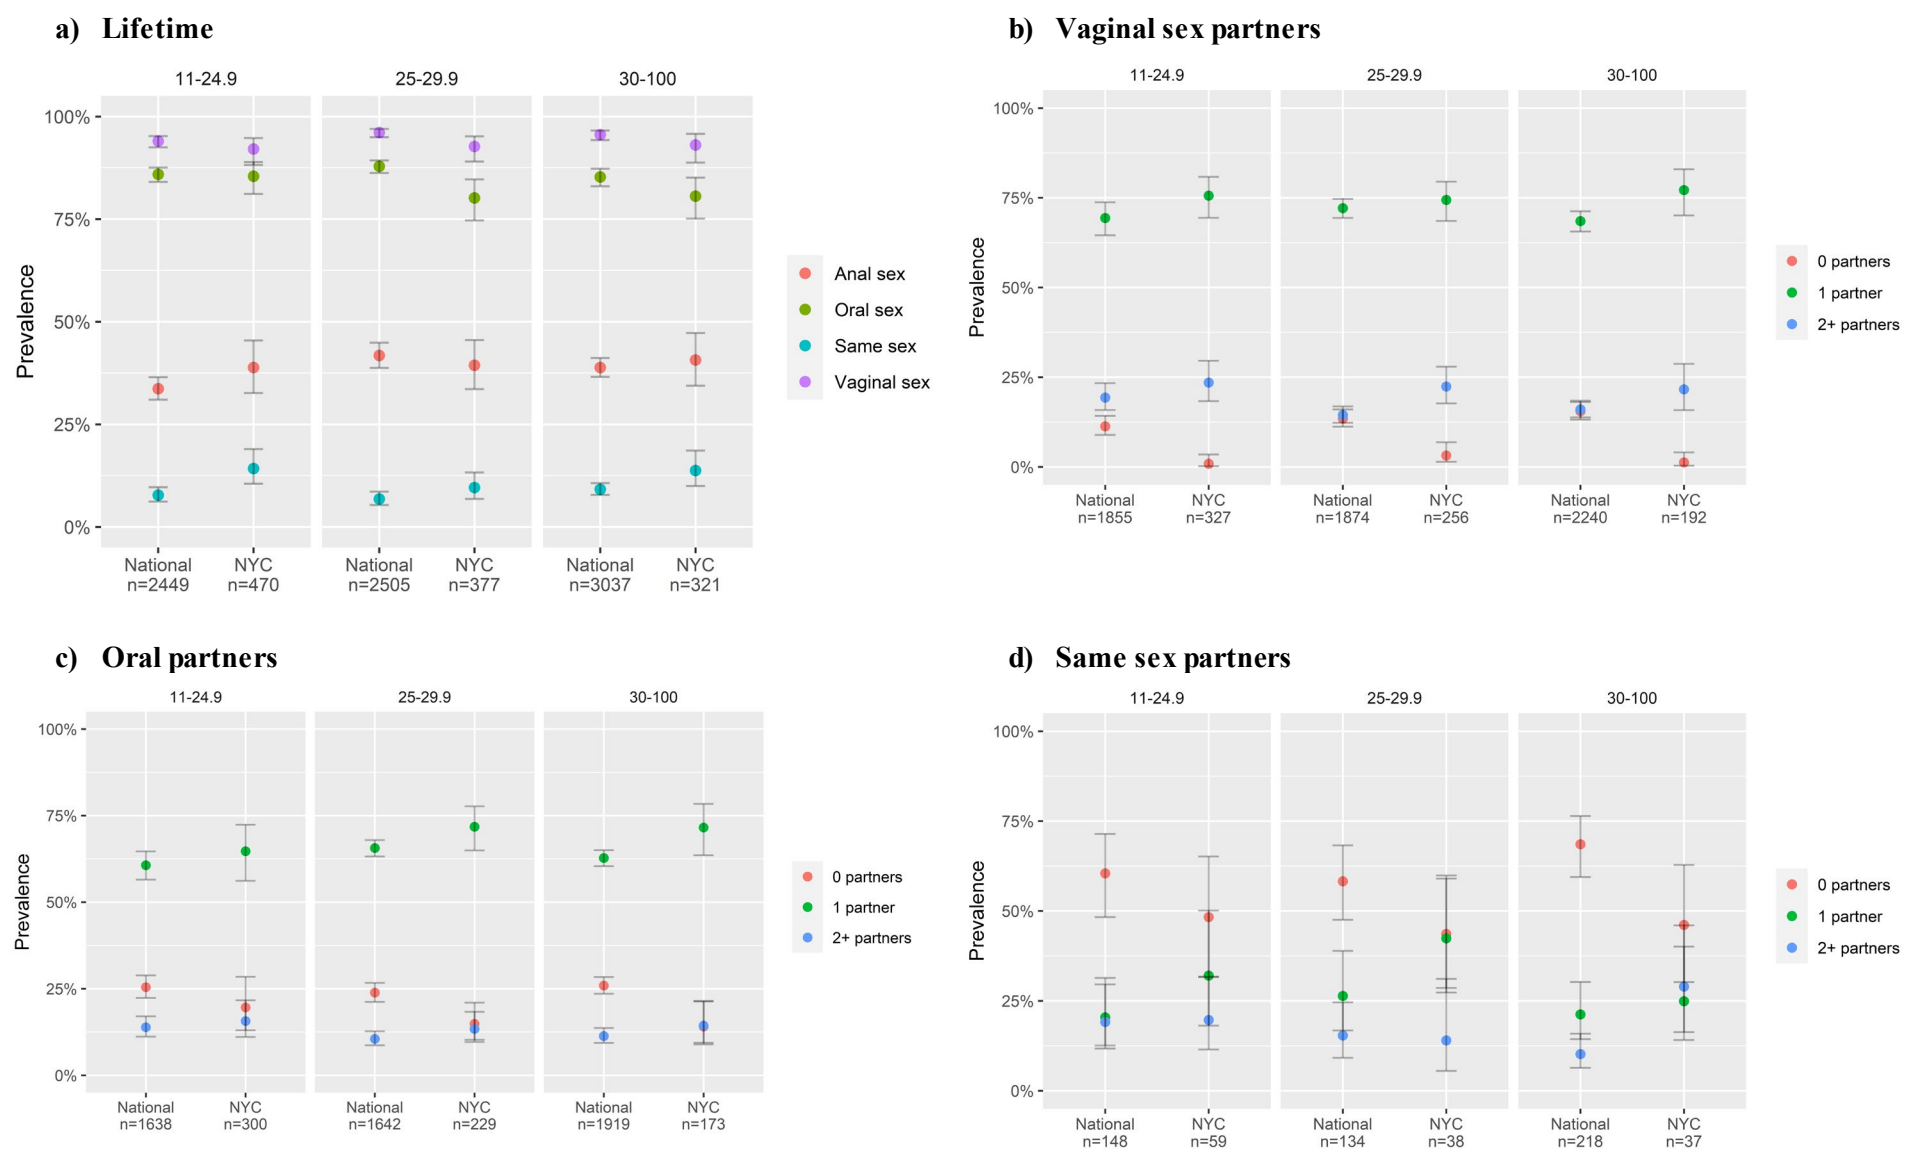 a) Lifetime
11-24.9 25-29.9 30-100
100%
75%
50%
25%
0%
Prevalence
National NYC National NYC National NYC
n=2449 n=470 n=2505 n=377 n=3037 n=321
Anal sex
Oral sex
Same sex
Vaginal sex
b) Vaginal sex partners
11-24.9 25-29.9 30-100
100%
75%
50%
25%
0%
Prevalence
National NYC National NYC National NYC
n=1855 n=327 n=1874 n=256 n=2240 n=192
0 partners
1 partner
2+ partners
c) Oral partners
11-24.9 25-29.9 30-100
100%
75%
50%
25%
0%
Prevalence
National NYC National NYC National NYC
n=1638 n=300 n=1642 n=229 n=1919 n=173
0 partners
1 partner
2+ partners
d) Same sex partners
11-24.9 25-29.9 30-100
100%
75%
50%
25%
0%
Prevalence
National NYC National NYC National NYC
n=148 n=59 n=134 n=38 n=218 n=37
0 partners
1 partner
2+ partners